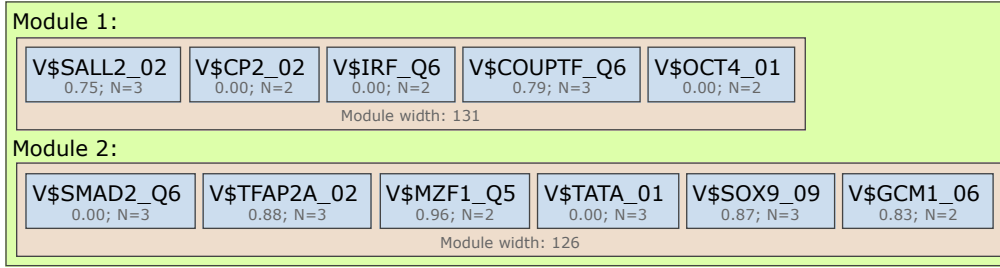 Module 1:
V$SALL2_02 V$CP2_02 V$IRF_Q6 V$COUPTF_Q6 V$OCT4_01
0.75; N=3 0.00; N=2 0.00; N=2 0.79; N=3 0.00; N=2
Module width: 131
Module 2:
V$SMAD2_Q6 V$TFAP2A_02 V$MZF1_Q5 V$TATA_01 V$SOX9_09 V$GCM1_06
0.00; N=3 0.88; N=3 0.96; N=2 0.00; N=3 0.87; N=3 0.83; N=2
Module width: 126